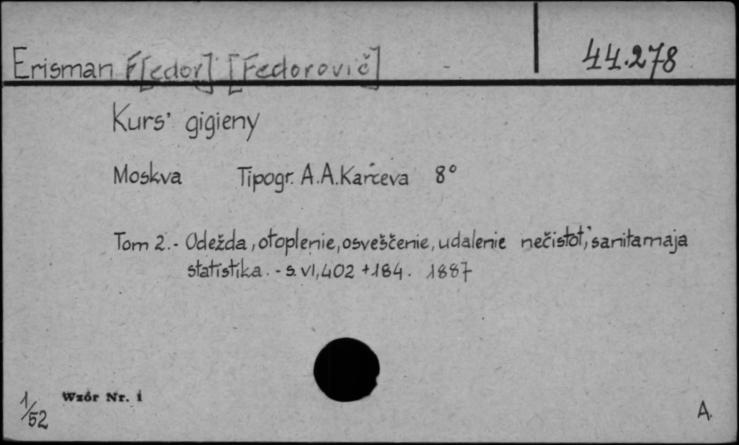 Erisman F[edor] [Fedorovič] 44.278
Kurs' gigieny
Moskva Tipogr. A.A.Karceva 8°
Tom 2.- Odežda, otoplenie, osveščenie, udalenie nečistot,' sanitarnaja
statistika. - s. VI, 402 + 184. 1887
1/52 Wzór Nr. 1 A.